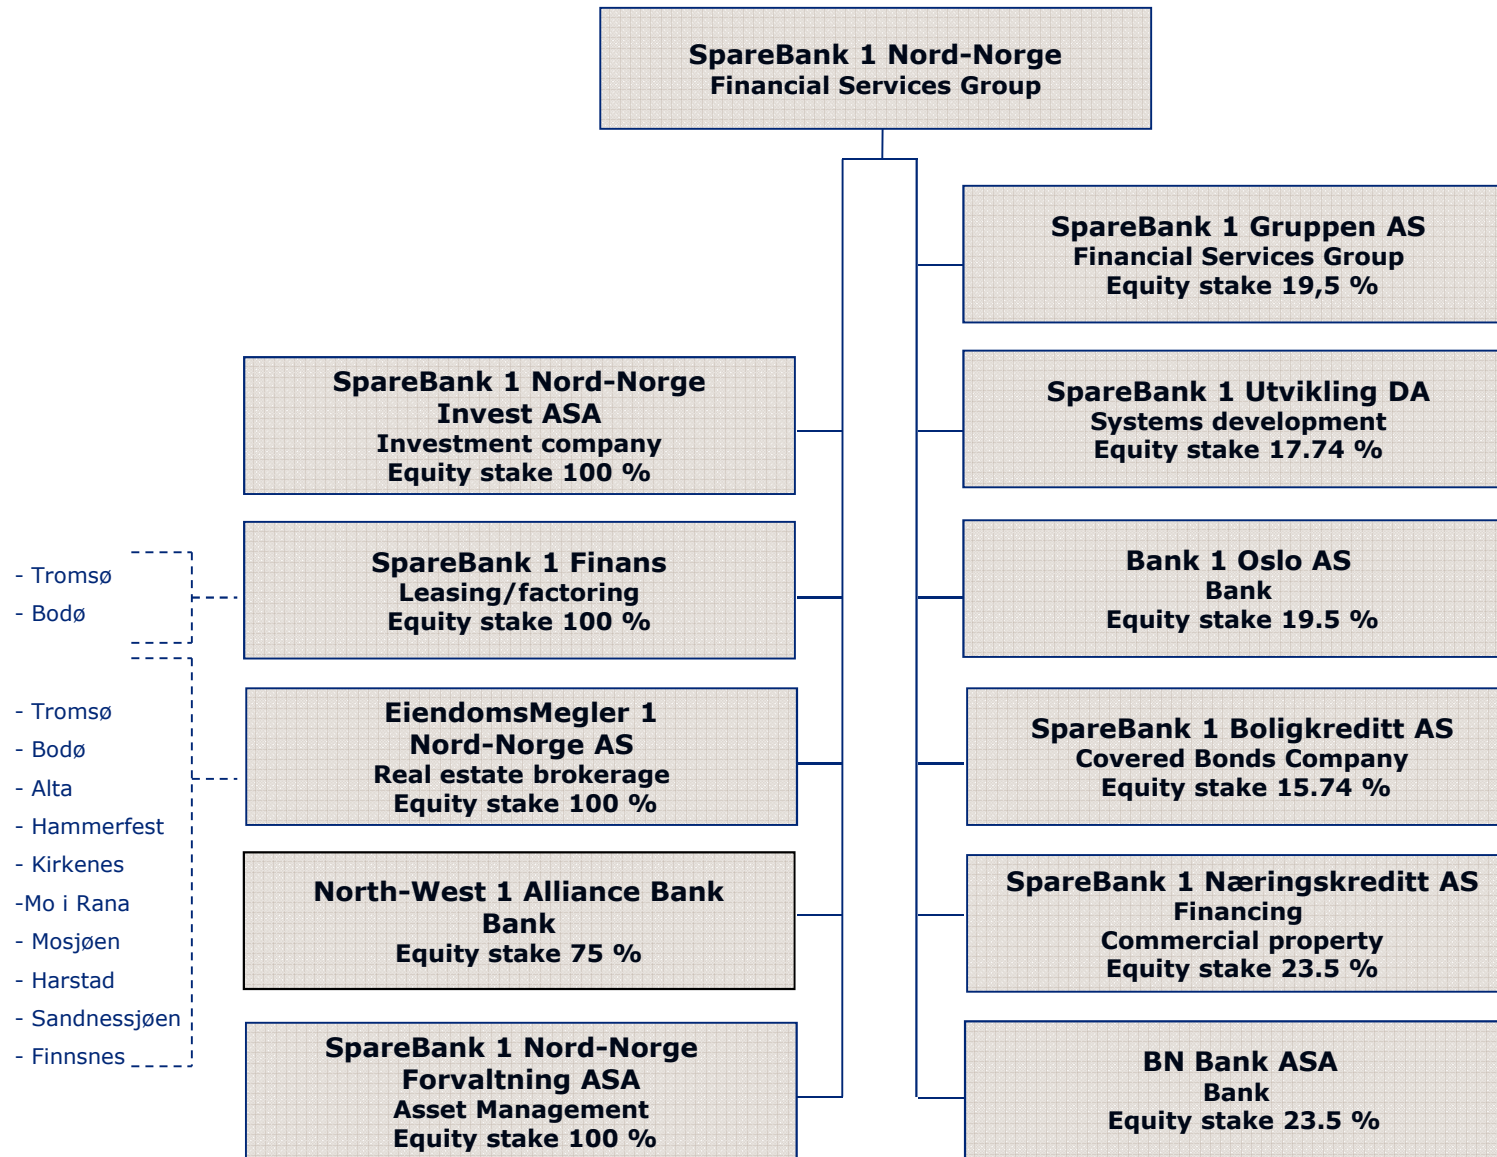 SpareBank 1 Nord-Norge
Financial Services Group
SpareBank 1 Gruppen AS
Financial Services Group
Equity stake 19,5 %
SpareBank 1 Nord-Norge
Invest ASA
Investment company
Equity stake 100 %
SpareBank 1 Utvikling DA
Systems development
Equity stake 17.74 %
- Tromsø
- Bodø
SpareBank 1 Finans
Leasing/factoring
Equity stake 100 %
Bank 1 Oslo AS
Bank
Equity stake 19.5 %
- Tromsø
- Bodø
- Alta
- Hammerfest
- Kirkenes
-Mo i Rana
- Mosjøen
- Harstad
- Sandnessjøen
- Finnsnes
EiendomsMegler 1
Nord-Norge AS
Real estate brokerage
Equity stake 100 %
SpareBank 1 Boligkreditt AS
Covered Bonds Company
Equity stake 15.74 %
North-West 1 Alliance Bank
Bank
Equity stake 75 %
SpareBank 1 Næringskreditt AS
Financing
Commercial property
Equity stake 23.5 %
SpareBank 1 Nord-Norge
Forvaltning ASA
Asset Management
Equity stake 100 %
BN Bank ASA
Bank
Equity stake 23.5 %